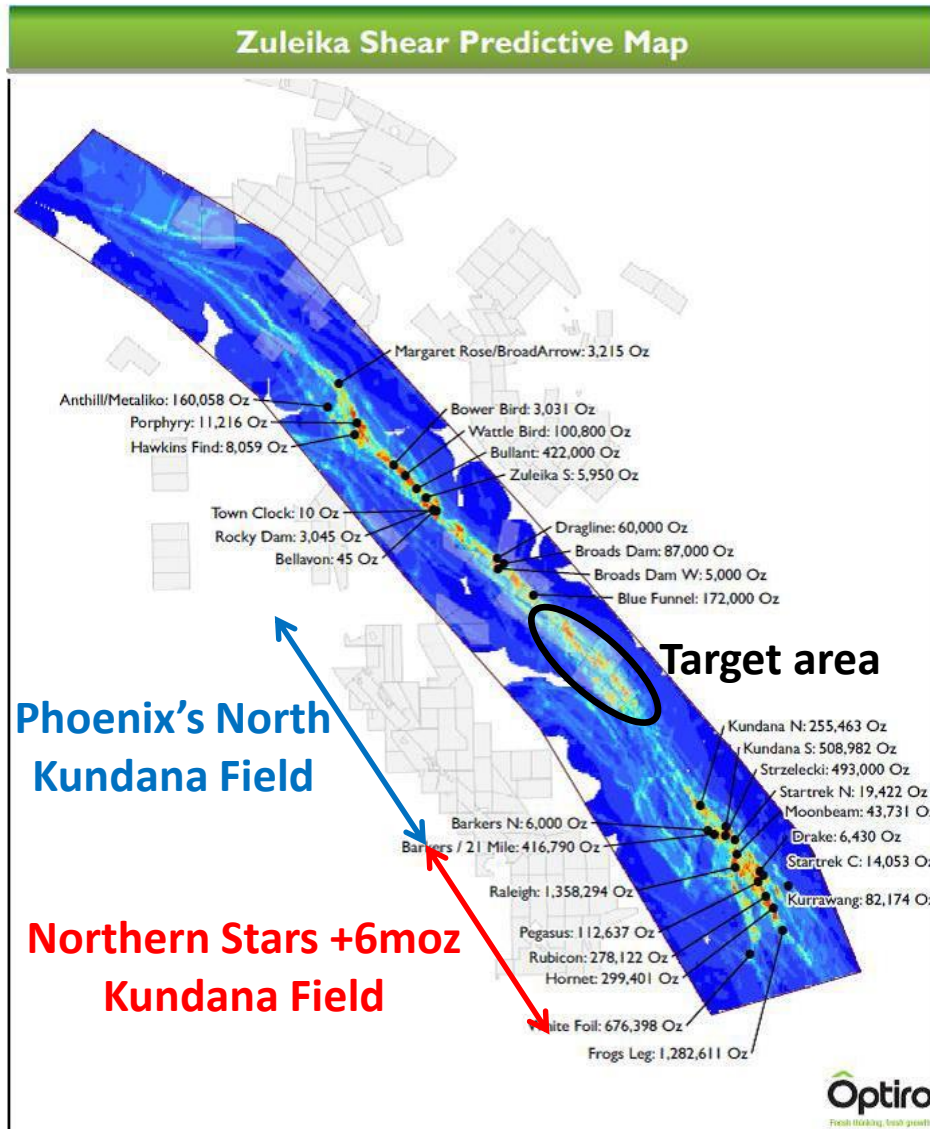 Zuleika Shear Predictive Map
Margaret Rose/BroadArrow: 3,215 Oz
Anthill/Metaliko: 160,058 Oz
Porphyry: 11,216 Oz
Hawkins Find: 8,059 Oz
Bower Bird: 3,031 Oz
Wattle Bird: 100,800 Oz
Bullant: 422,000 Oz
Zuleika S: 5,950 Oz
Town Clock: 10 Oz
Rocky Dam: 3,045 Oz
Bellavon: 45 Oz
Dragline: 60,000 Oz
Broads Dam: 87,000 Oz
Broads Dam W: 5,000 Oz
Blue Funnel: 172,000 Oz
Target area
Phoenix's North
Kundana Field
Kundana N: 255,463 Oz
Kundana S: 508,982 Oz
Strzelecki: 493,000 Oz
Startrek N: 19,422 Oz
Moonbeam: 43,731 Oz
Drake: 6,430 Oz
Startrek C: 14,053 Oz
Kurrawang: 82,174 Oz
Barkers N: 6,000 Oz
Barkers / 21 Mile: 416,790 Oz
Raleigh: 1,358,294 Oz
Pegasus: 112,637 Oz
Rubicon: 278,122 Oz
Hornet: 299,401 Oz
White Foil: 676,398 Oz
Frogs Leg: 1,282,611 Oz
Northern Stars +6moz
Kundana Field
Optiro
Fresh thinking, fresh growth